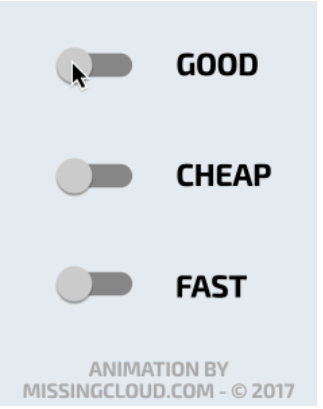 GOOD
CHEAP
FAST
ANIMATION BY
MISSINGCLOUD.COM - © 2017